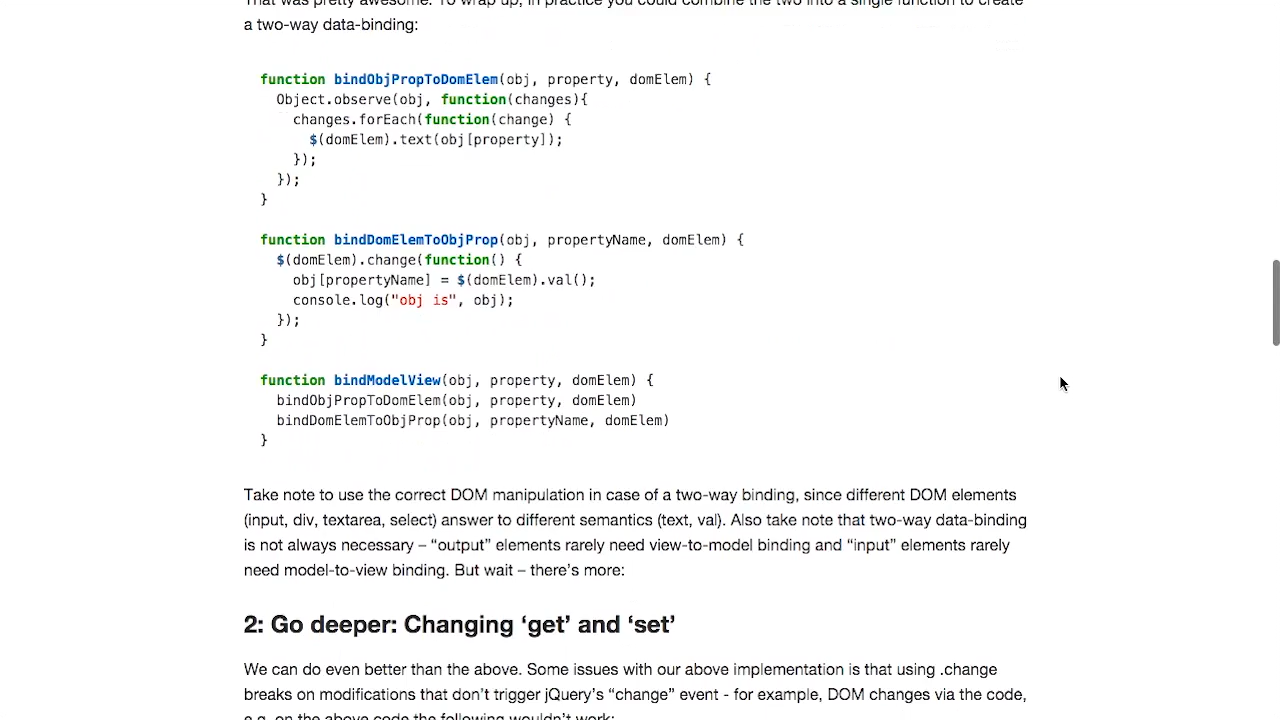 That was pretty awesome. To wrap up, in practice you could combine the two into a single function to create
a two-way data-binding:
function bindObjPropToDomElem(obj, property, domElem) {
  Object.observe(obj, function(changes){
    changes.forEach(function(change) {
      $(domElem).text(obj[property]);
    });
  });
}
function bindDomElemToObjProp(obj, propertyName, domElem) {
  $(domElem).change(function() {
    obj[propertyName] = $(domElem).val();
    console.log("obj is", obj);
  });
}
function bindModelView(obj, property, domElem) {
  bindObjPropToDomElem(obj, property, domElem)
  bindDomElemToObjProp(obj, propertyName, domElem)
}
Take note to use the correct DOM manipulation in case of a two-way binding, since different DOM elements
(input, div, textarea, select) answer to different semantics (text, val). Also take note that two-way data-binding
is not always necessary – “output” elements rarely need view-to-model binding and “input” elements rarely
need model-to-view binding. But wait – there’s more:
2: Go deeper: Changing ‘get’ and ‘set’
We can do even better than the above. Some issues with our above implementation is that using .change
breaks on modifications that don’t trigger jQuery’s “change” event - for example, DOM changes via the code,
e.g. on the above code the following wouldn’t work: